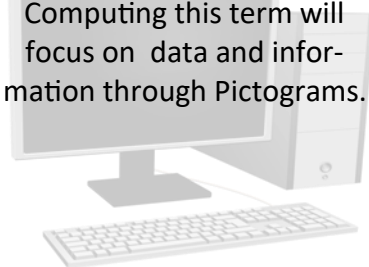 Computing this term will
focus on  data and infor-
mation through Pictograms.